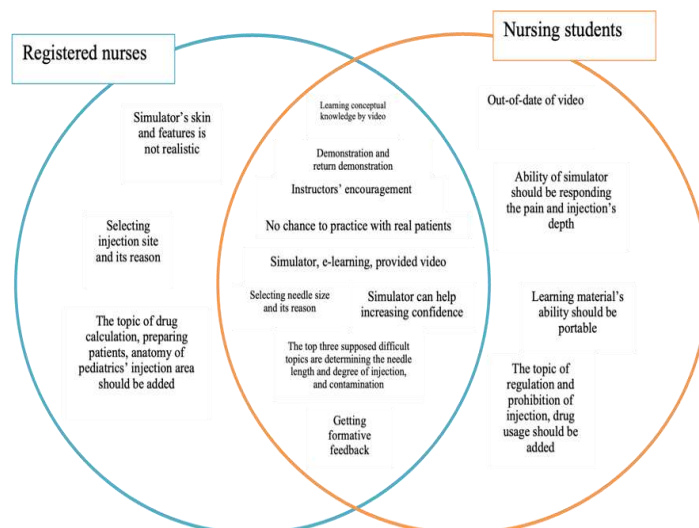 Registered nurses
Nursing students
Simulator's skin
and features is
not realistic
Selecting
injection site
and its reason
The topic of drug
calculation, preparing
patients, anatomy of
pediatrics' injection area
should be added
Learning conceptual
knowledge by video
Demonstration and
return demonstration
Instructors' encouragement
No chance to practice with real patients
Simulator, e-learning, provided video
Selecting needle size
and its reason
Simulator can help
increasing confidence
The top three supposed difficult
topics are determining the needle
length and degree of injection,
and contamination
Getting
formative
feedback
Out-of-date of video
Ability of simulator
should be responding
the pain and injection's
depth
Learning material's
ability should be
portable
The topic of
regulation and
prohibition of
injection, drug
usage should be
added